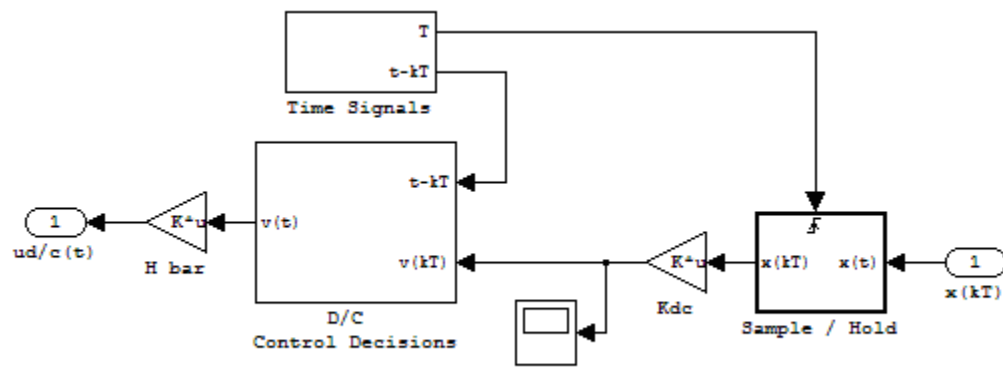 T
t-kT
Time Signals
t-kT
1
K*u
v(t)
ud/c(t)
H bar
v(kT)
K*u
x(kT)
x(t)
1
x(kT)
Kdc
D/C
Control Decisions
Sample / Hold